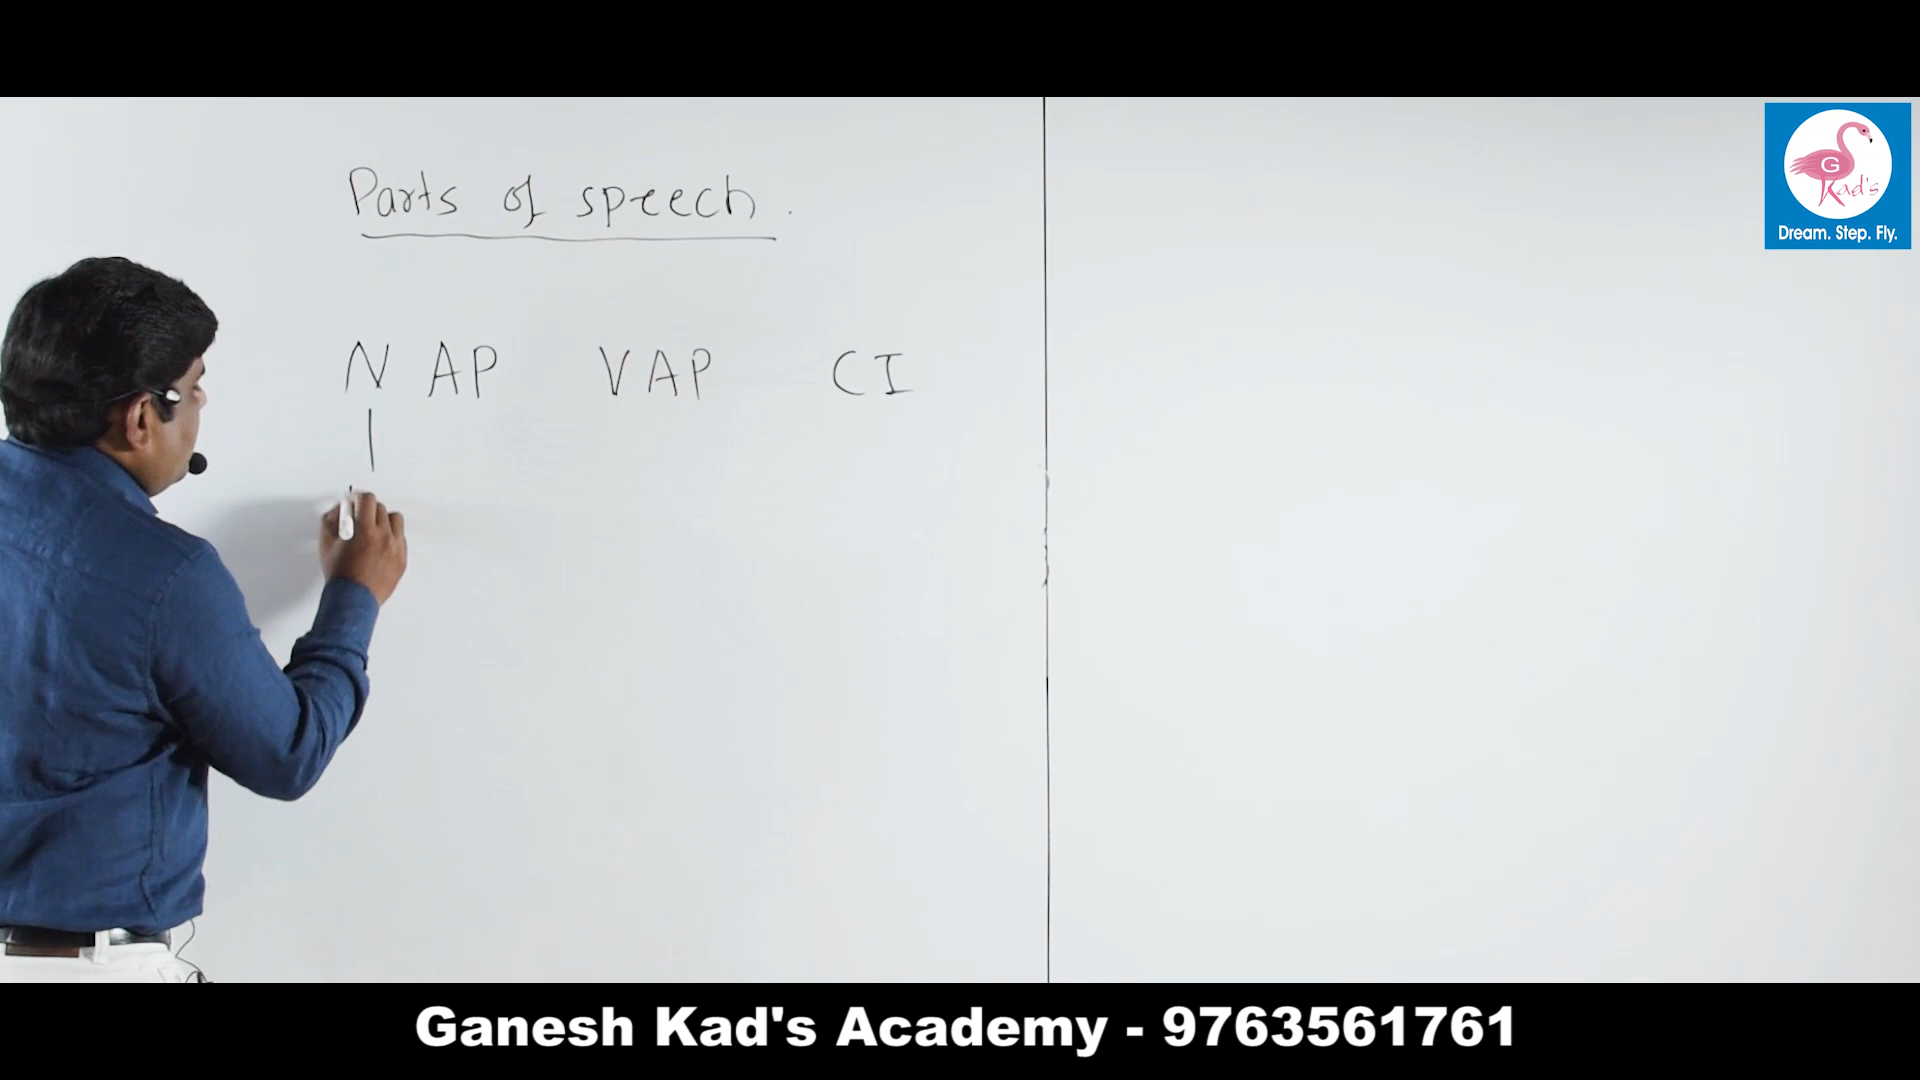 Parts of speech.
G
Kad's
Dream. Step. Fly.
N AP VAP CI
Ganesh Kad's Academy - 9763561761